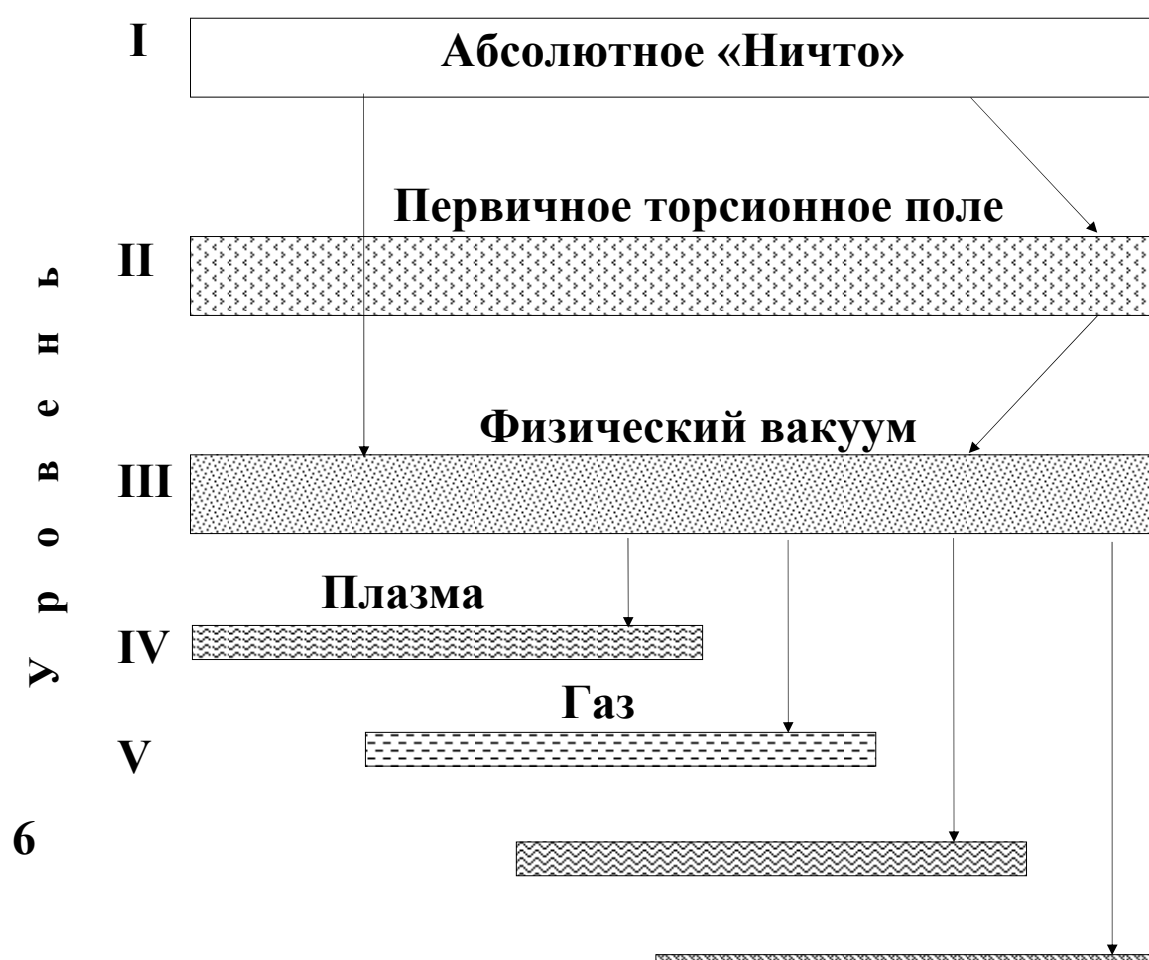 I
Абсолютное «Ничто»
Первичное торсионное поле
II
Физический вакуум
III
Уровень
Плазма
IV
Газ
V
6